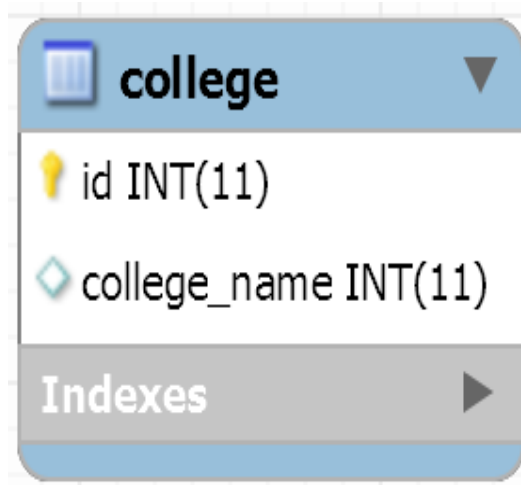 college
id INT(11)
college_name INT(11)
Indexes